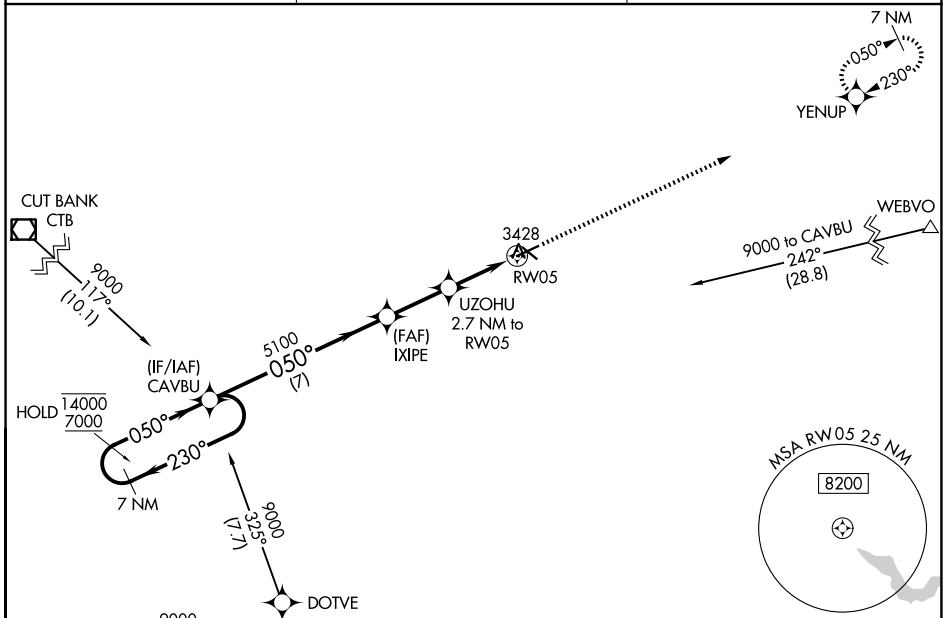 7 NM
050°
230°
YENUP
CUT BANK
CTB
9000
117°
(10.1)
WEBVO
9000 to CAVBU
242°
(28.8)
3428
RW05
UZOHU
2.7 NM to
RW05
(FAF)
IXIPE
5100
050°
(7)
(IF/IAF)
CAVBU
HOLD
14000
7000
050°
230°
7 NM
9000
325°
(7.7)
DOTVE
MSA RW05 25 NM
8200